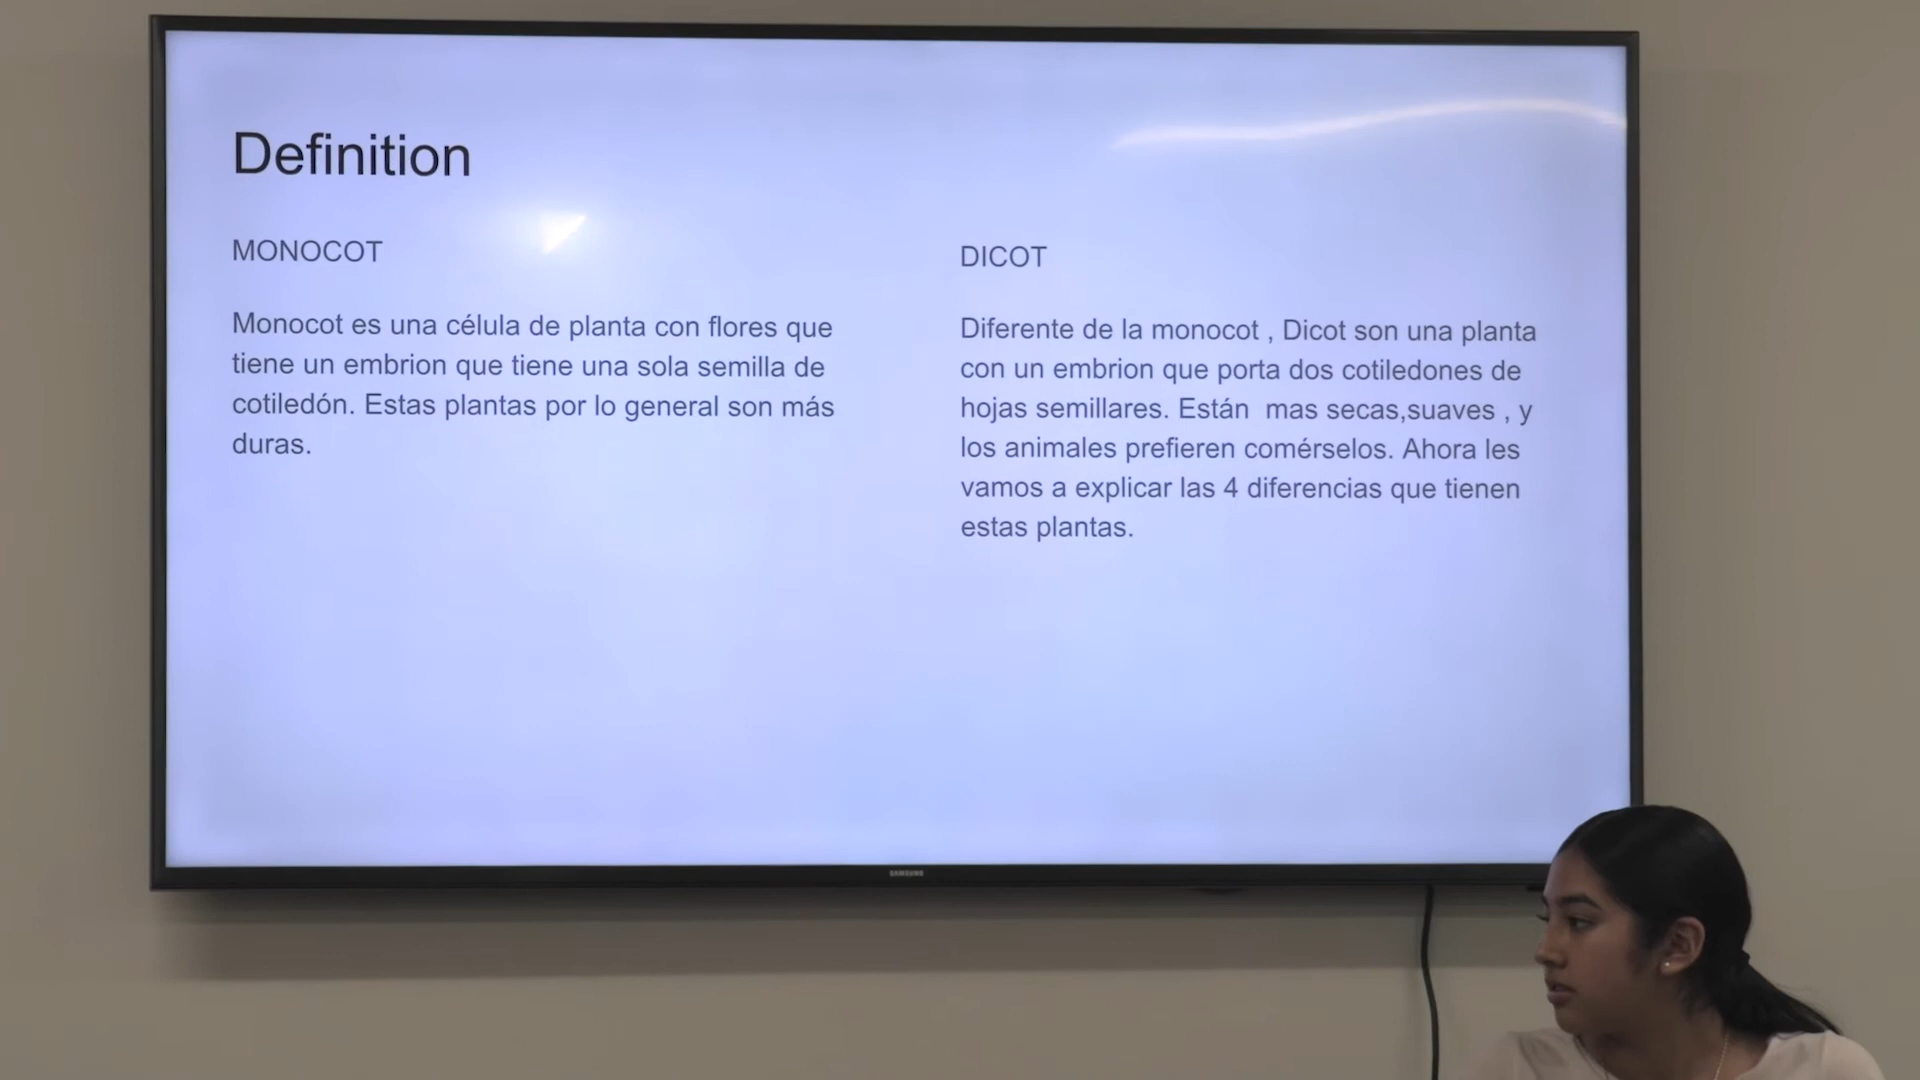 Definition
MONOCOT
Monocot es una célula de planta con flores que
tiene un embrion que tiene una sola semilla de
cotiledón. Estas plantas por lo general son más
duras.
DICOT
Diferente de la monocot , Dicot son una planta
con un embrion que porta dos cotiledones de
hojas semillares. Están  mas secas,suaves , y
los animales prefieren comérselos. Ahora les
vamos a explicar las 4 diferencias que tienen
estas plantas.
SAMSUNG